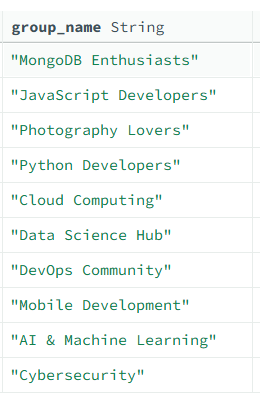 group_name String
"MongoDB Enthusiasts"
"JavaScript Developers"
"Photography Lovers"
"Python Developers"
"Cloud Computing"
"Data Science Hub"
"DevOps Community"
"Mobile Development"
"AI & Machine Learning"
"Cybersecurity"